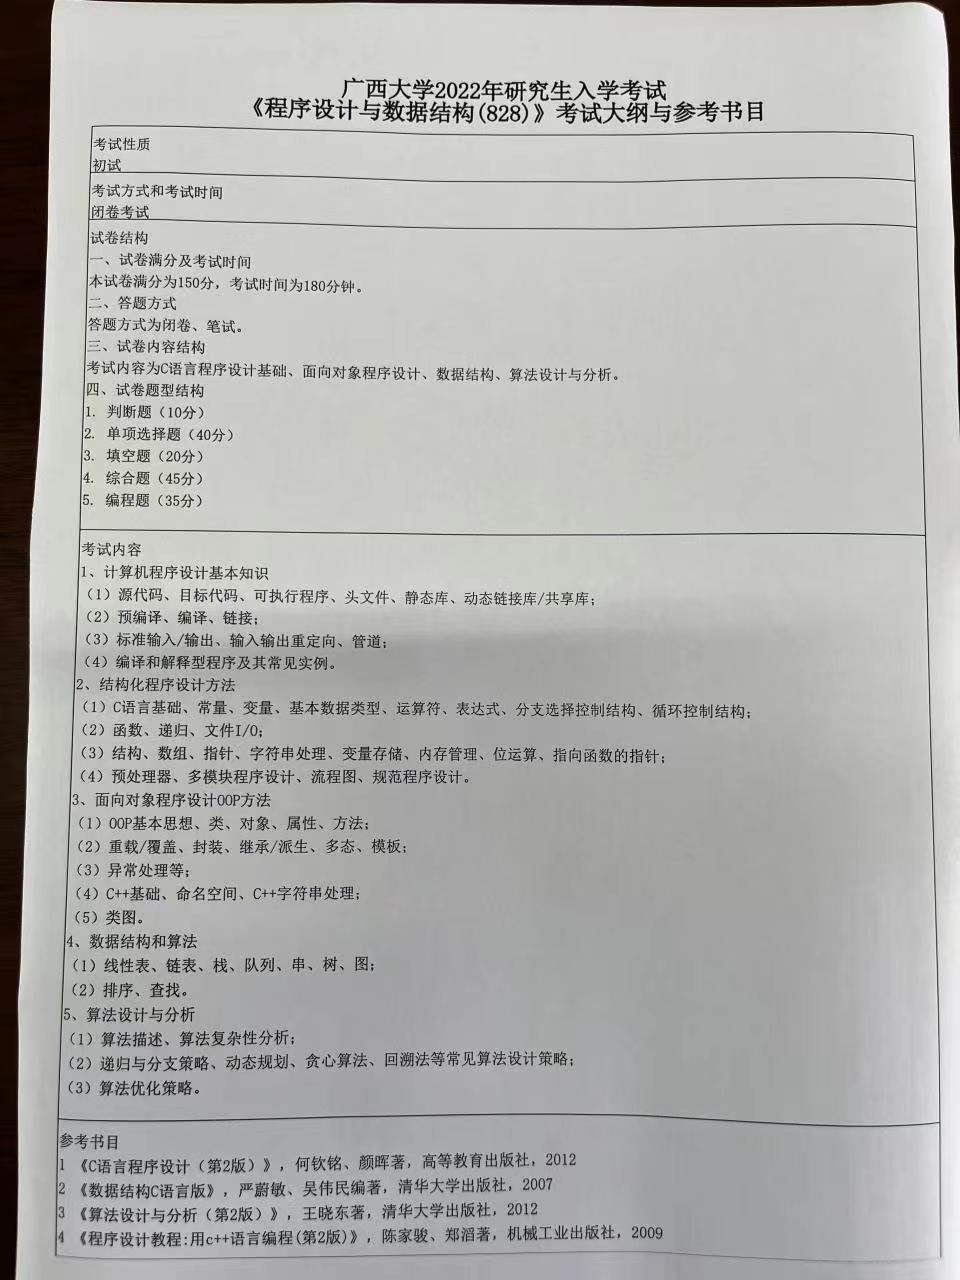 广西大学2022年研究生入学考试
《程序设计与数据结构(828)》考试大纲与参考书目
考试性质
初试
考试方式和考试时间
闭卷考试
试卷结构
一、试卷满分及考试时间
本试卷满分为150分，考试时间为180分钟。
二、答题方式
答题方式为闭卷、笔试。
三、试卷内容结构
考试内容为C语言程序设计基础、面向对象程序设计、数据结构、算法设计与分析。
四、试卷题型结构
1. 判断题（10分）
2. 单项选择题（40分）
3. 填空题（20分）
4. 综合题（45分）
5. 编程题（35分）
考试内容
1、计算机程序设计基本知识
（1）源代码、目标代码、可执行程序、头文件、静态库、动态链接库/共享库；
（2）预编译、编译、链接；
（3）标准输入/输出、输入输出重定向、管道；
（4）编译和解释型程序及其常见实例。
2、结构化程序设计方法
（1）C语言基础、常量、变量、基本数据类型、运算符、表达式、分支选择控制结构、循环控制结构；
（2）函数、递归、文件I/O；
（3）结构、数组、指针、字符串处理、变量存储、内存管理、位运算、指向函数的指针；
（4）预处理器、多模块程序设计、流程图、规范程序设计。
3、面向对象程序设计OOP方法
（1）OOP基本思想、类、对象、属性、方法；
（2）重载/覆盖、封装、继承/派生、多态、模板；
（3）异常处理等；
（4）C++基础、命名空间、C++字符串处理；
（5）类图。
4、数据结构和算法
（1）线性表、链表、栈、队列、串、树、图；
（2）排序、查找。
5、算法设计与分析
（1）算法描述、算法复杂性分析；
（2）递归与分支策略、动态规划、贪心算法、回溯法等常见算法设计策略；
（3）算法优化策略。
参考书目
1 《C语言程序设计（第2版）》，何钦铭、颜晖著，高等教育出版社，2012
2 《数据结构C语言版》，严蔚敏、吴伟民编著，清华大学出版社，2007
3 《算法设计与分析（第2版）》，王晓东著，清华大学出版社，2012
4 《程序设计教程:用c++语言编程(第2版)》，陈家骏、郑滔著，机械工业出版社，2009